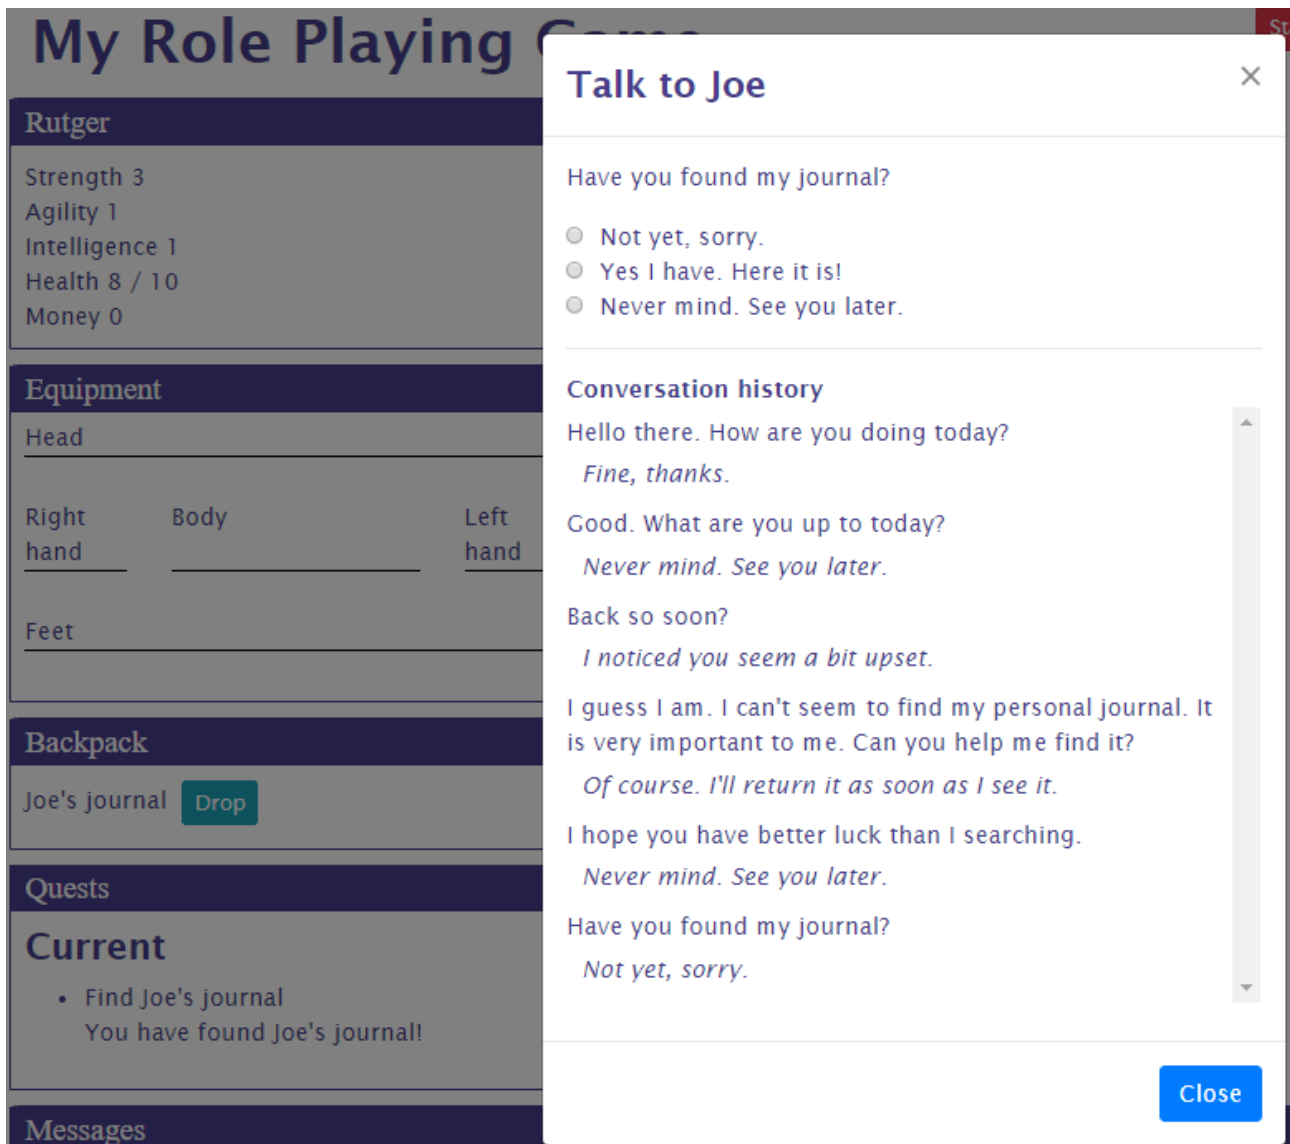 My Role Playing
St
Rutger
Strength 3
Agility 1
Intelligence 1
Health 8 / 10
Money 0
Equipment
Head
Right hand
Body
Left hand
Feet
Backpack
Joe's journal Drop
Quests
Current
• Find Joe's journal
You have found Joe's journal!
Messages
Talk to Joe ×
Have you found my journal?
Not yet, sorry.
Yes I have. Here it is!
Never mind. See you later.
Conversation history
Hello there. How are you doing today?
Fine, thanks.
Good. What are you up to today?
Never mind. See you later.
Back so soon?
I noticed you seem a bit upset.
I guess I am. I can't seem to find my personal journal. It
is very important to me. Can you help me find it?
Of course. I'll return it as soon as I see it.
I hope you have better luck than I searching.
Never mind. See you later.
Have you found my journal?
Not yet, sorry.
Close